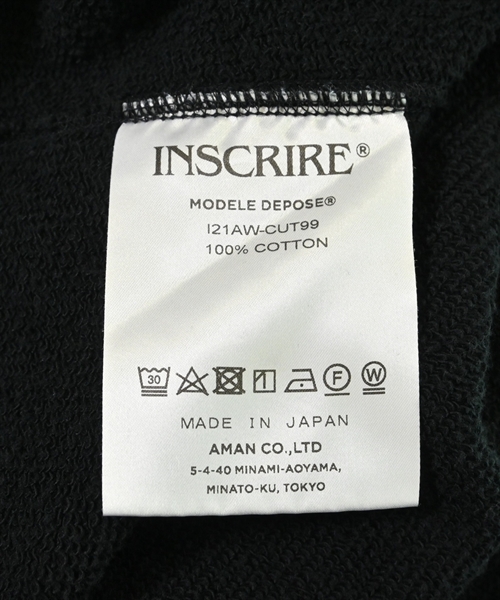 INSCRIRE®
MODELE DEPOSE®
I21AW-CUT99
100% COTTON
30 F W
MADE IN JAPAN
AMAN CO.,LTD
5-4-40 MINAMI-AOYAMA,
MINATO-KU, TOKYO